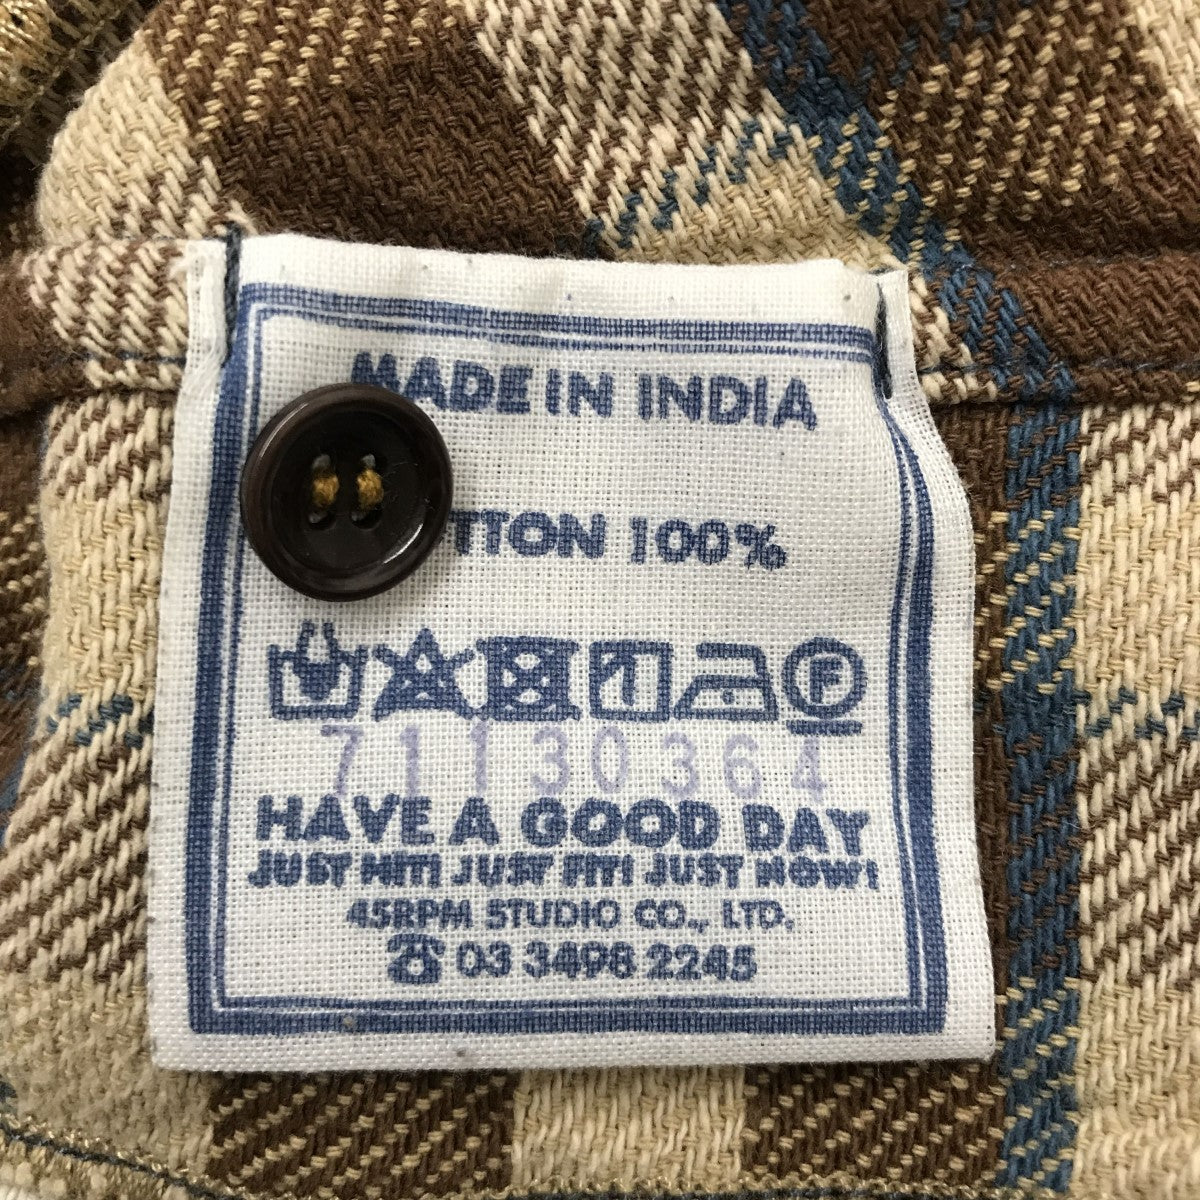 MADE IN INDIA
TTON 100%
F
71130364
HAVE A GOOD DAY
JUST HIT! JUST FIT! JUST NOW!
45RPM STUDIO CO., LTD.
☎ 03 3498 2245